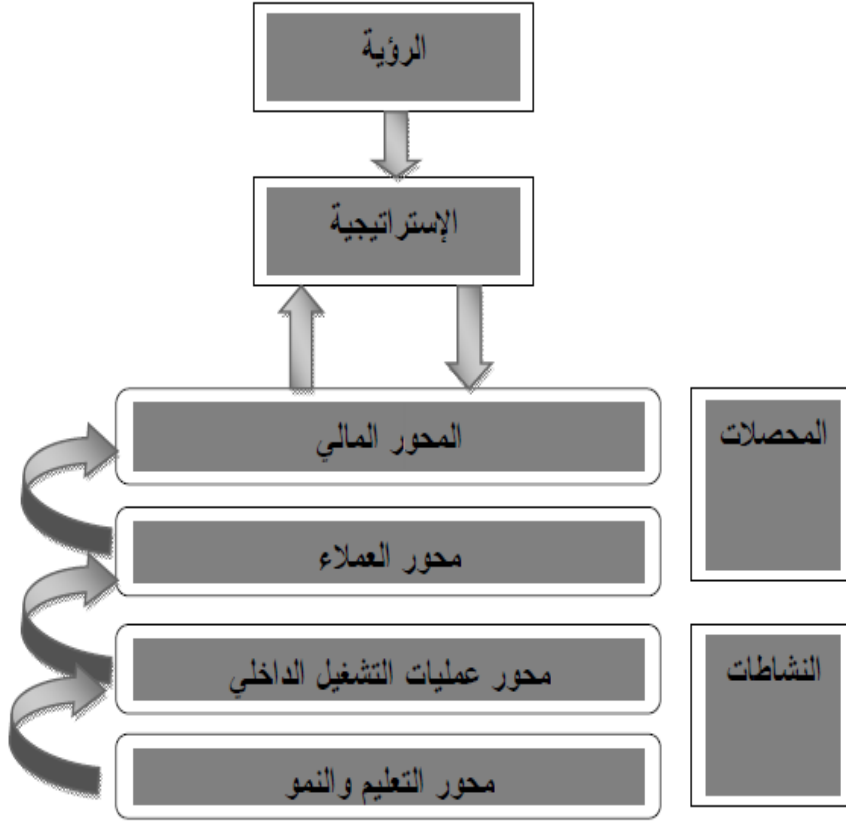 الرؤية
الإستراتيجية
المحور المالي
المحصلات
محور العملاء
محور عمليات التشغيل الداخلي
النشاطات
محور التعليم والنمو